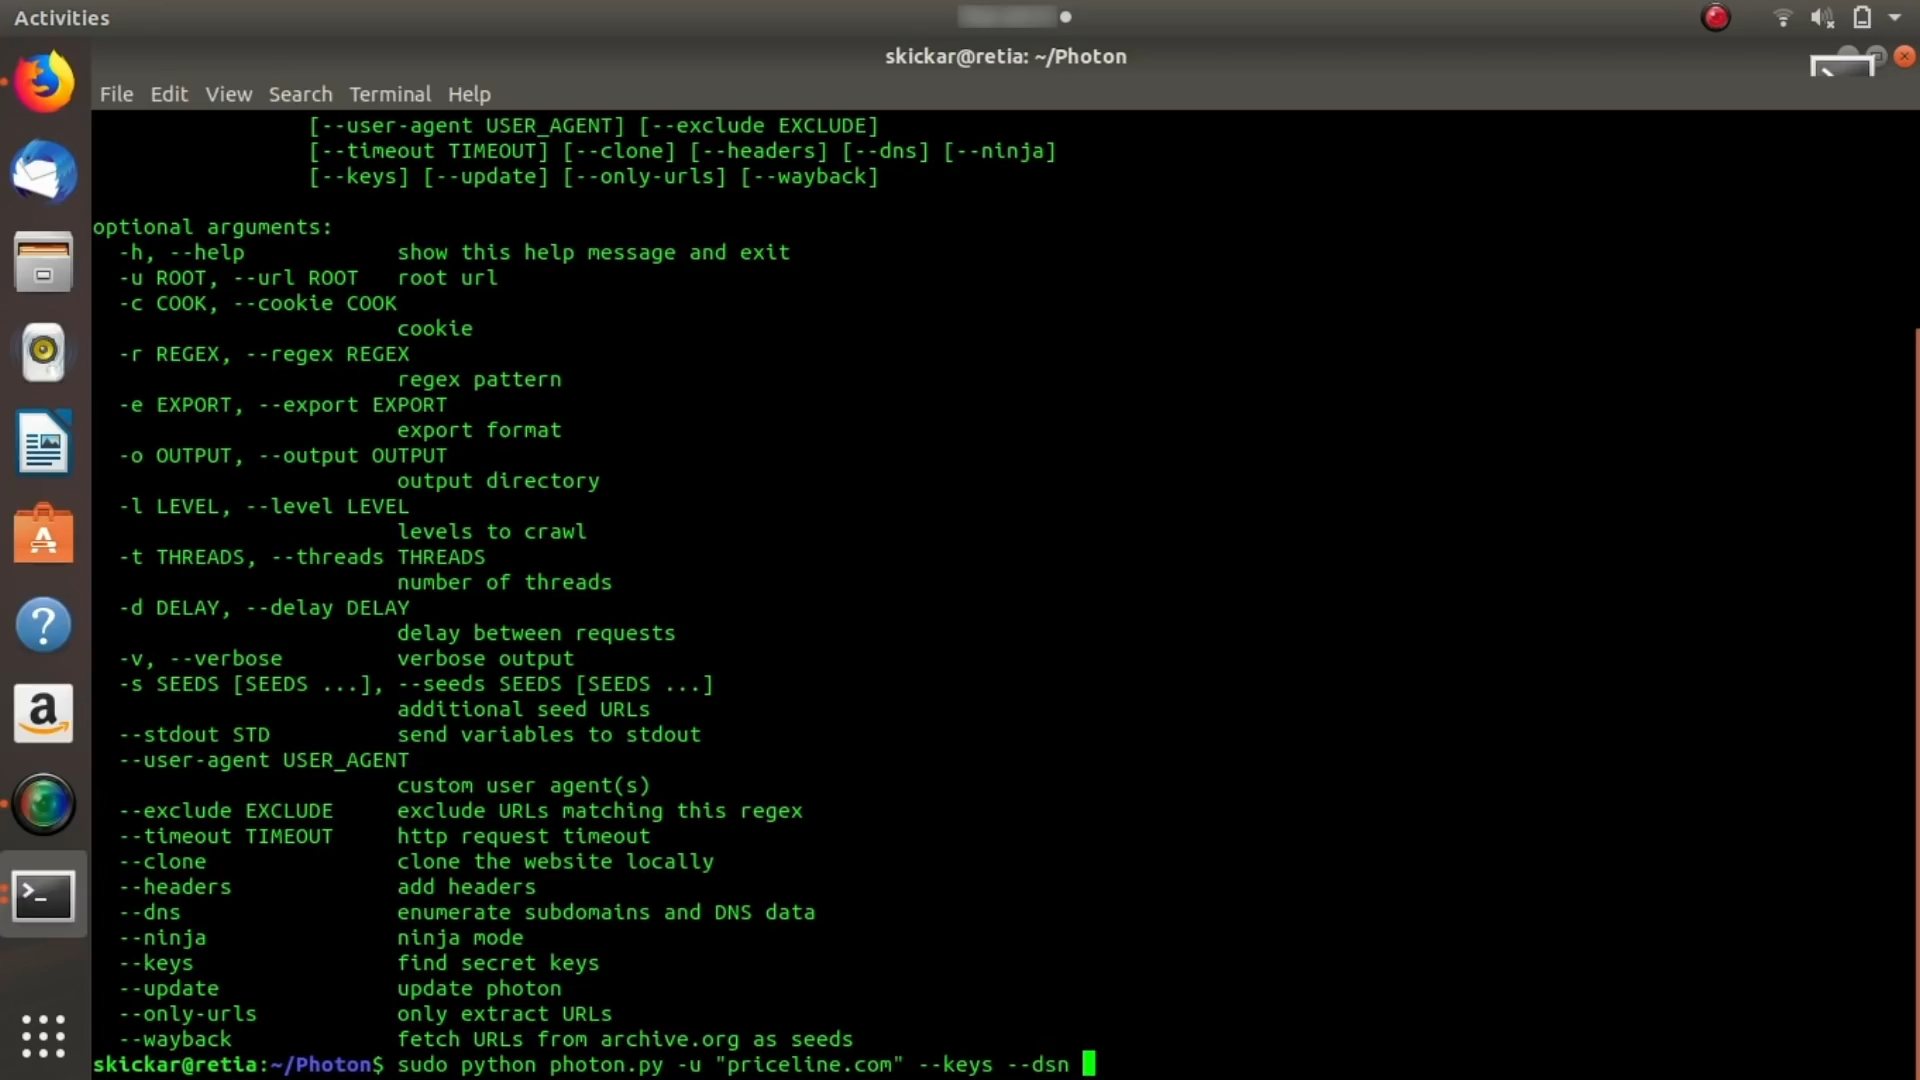 Activities
skickar@retia: ~/Photon
File Edit View Search Terminal Help
[--user-agent USER_AGENT] [--exclude EXCLUDE]
[--timeout TIMEOUT] [--clone] [--headers] [--dns] [--ninja]
[--keys] [--update] [--only-urls] [--wayback]
optional arguments:
-h, --help show this help message and exit
-u ROOT, --url ROOT root url
-c COOK, --cookie COOK
cookie
-r REGEX, --regex REGEX
regex pattern
-e EXPORT, --export EXPORT
export format
-o OUTPUT, --output OUTPUT
output directory
-l LEVEL, --level LEVEL
levels to crawl
-t THREADS, --threads THREADS
number of threads
-d DELAY, --delay DELAY
delay between requests
-v, --verbose verbose output
-s SEEDS [SEEDS ...], --seeds SEEDS [SEEDS ...]
additional seed URLs
--stdout STD send variables to stdout
--user-agent USER_AGENT
custom user agent(s)
--exclude EXCLUDE exclude URLs matching this regex
--timeout TIMEOUT http request timeout
--clone clone the website locally
--headers add headers
--dns enumerate subdomains and DNS data
--ninja ninja mode
--keys find secret keys
--update update photon
--only-urls only extract URLs
--wayback fetch URLs from archive.org as seeds
skickar@retia:~/Photon$ sudo python photon.py -u "priceline.com" --keys --dsn